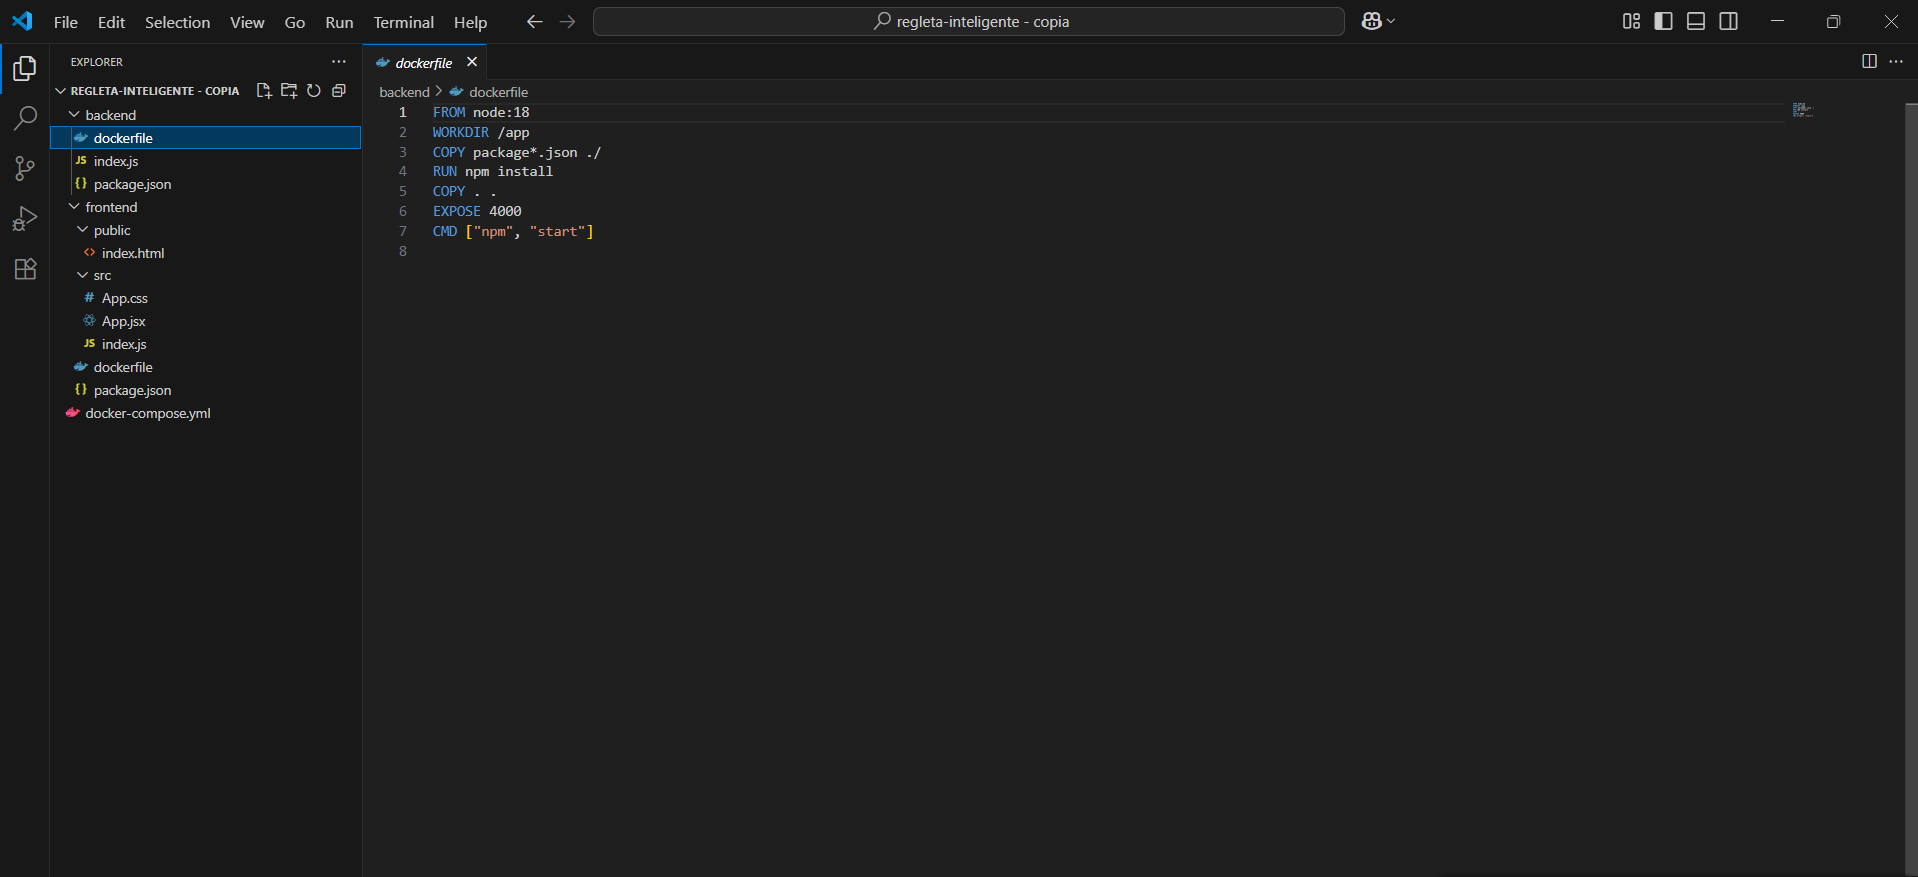 File Edit Selection View Go Run Terminal Help
regleta-inteligente - copia
EXPLORER
REGLETA-INTELIGENTE - COPIA
backend
dockerfile
JS index.js
{} package.json
frontend
public
<> index.html
src
# App.css
App.jsx
JS index.js
dockerfile
{} package.json
docker-compose.yml
dockerfile
backend > dockerfile
1 FROM node:18
2 WORKDIR /app
3 COPY package*.json ./
4 RUN npm install
5 COPY . .
6 EXPOSE 4000
7 CMD ["npm", "start"]
8